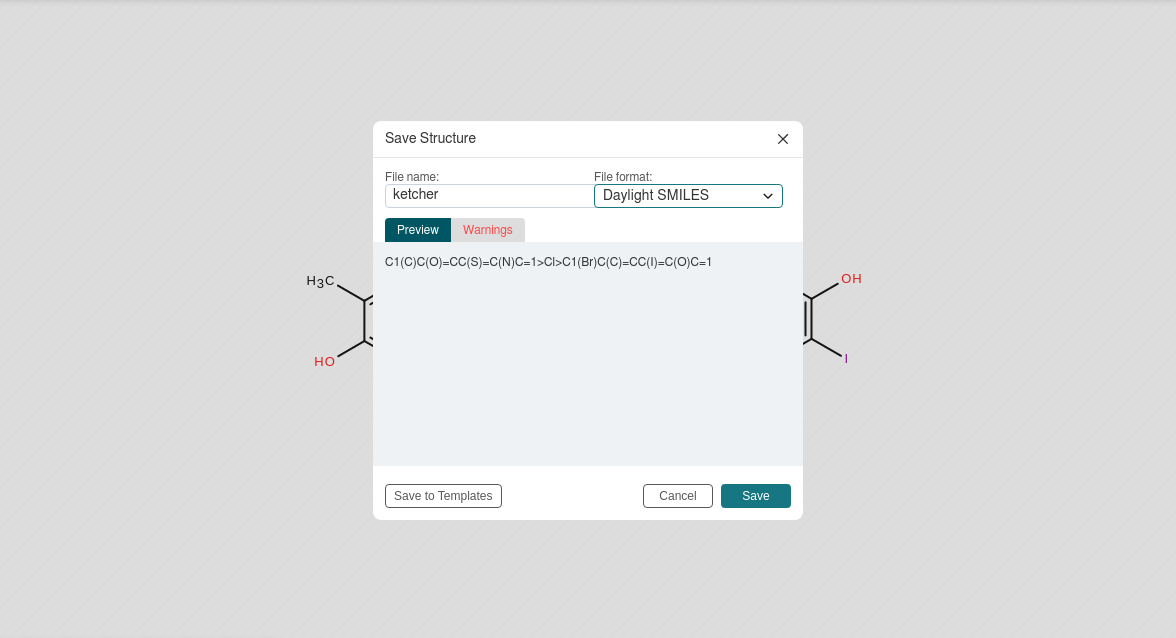 Save Structure
File name:
File format:
ketcher
Daylight SMILES
Preview
Warnings
C1(C)C(O)=CC(S)=C(N)C=1>Cl>C1(Br)C(C)=CC(I)=C(O)C=1
H3C
OH
HO
I
Save to Templates
Cancel
Save